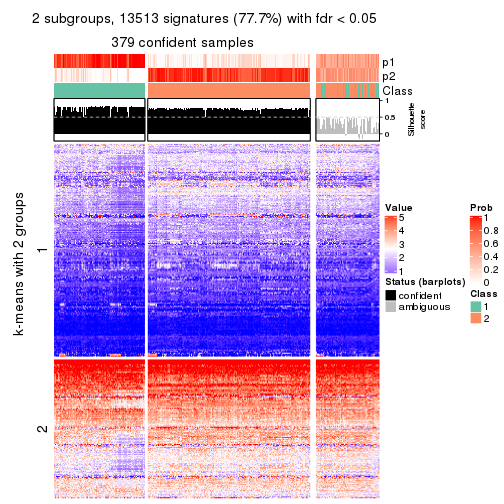 2 subgroups, 13513 signatures (77.7%) with fdr < 0.05
379 confident samples
p1
p2
Class
1
0.5
0
Silhouette
score
k-means with 2 groups
1
2
Value
5
4
3
2
1
Status (barplots)
confident
ambiguous
Prob
1
0.8
0.6
0.4
0.2
0
Class
1
2